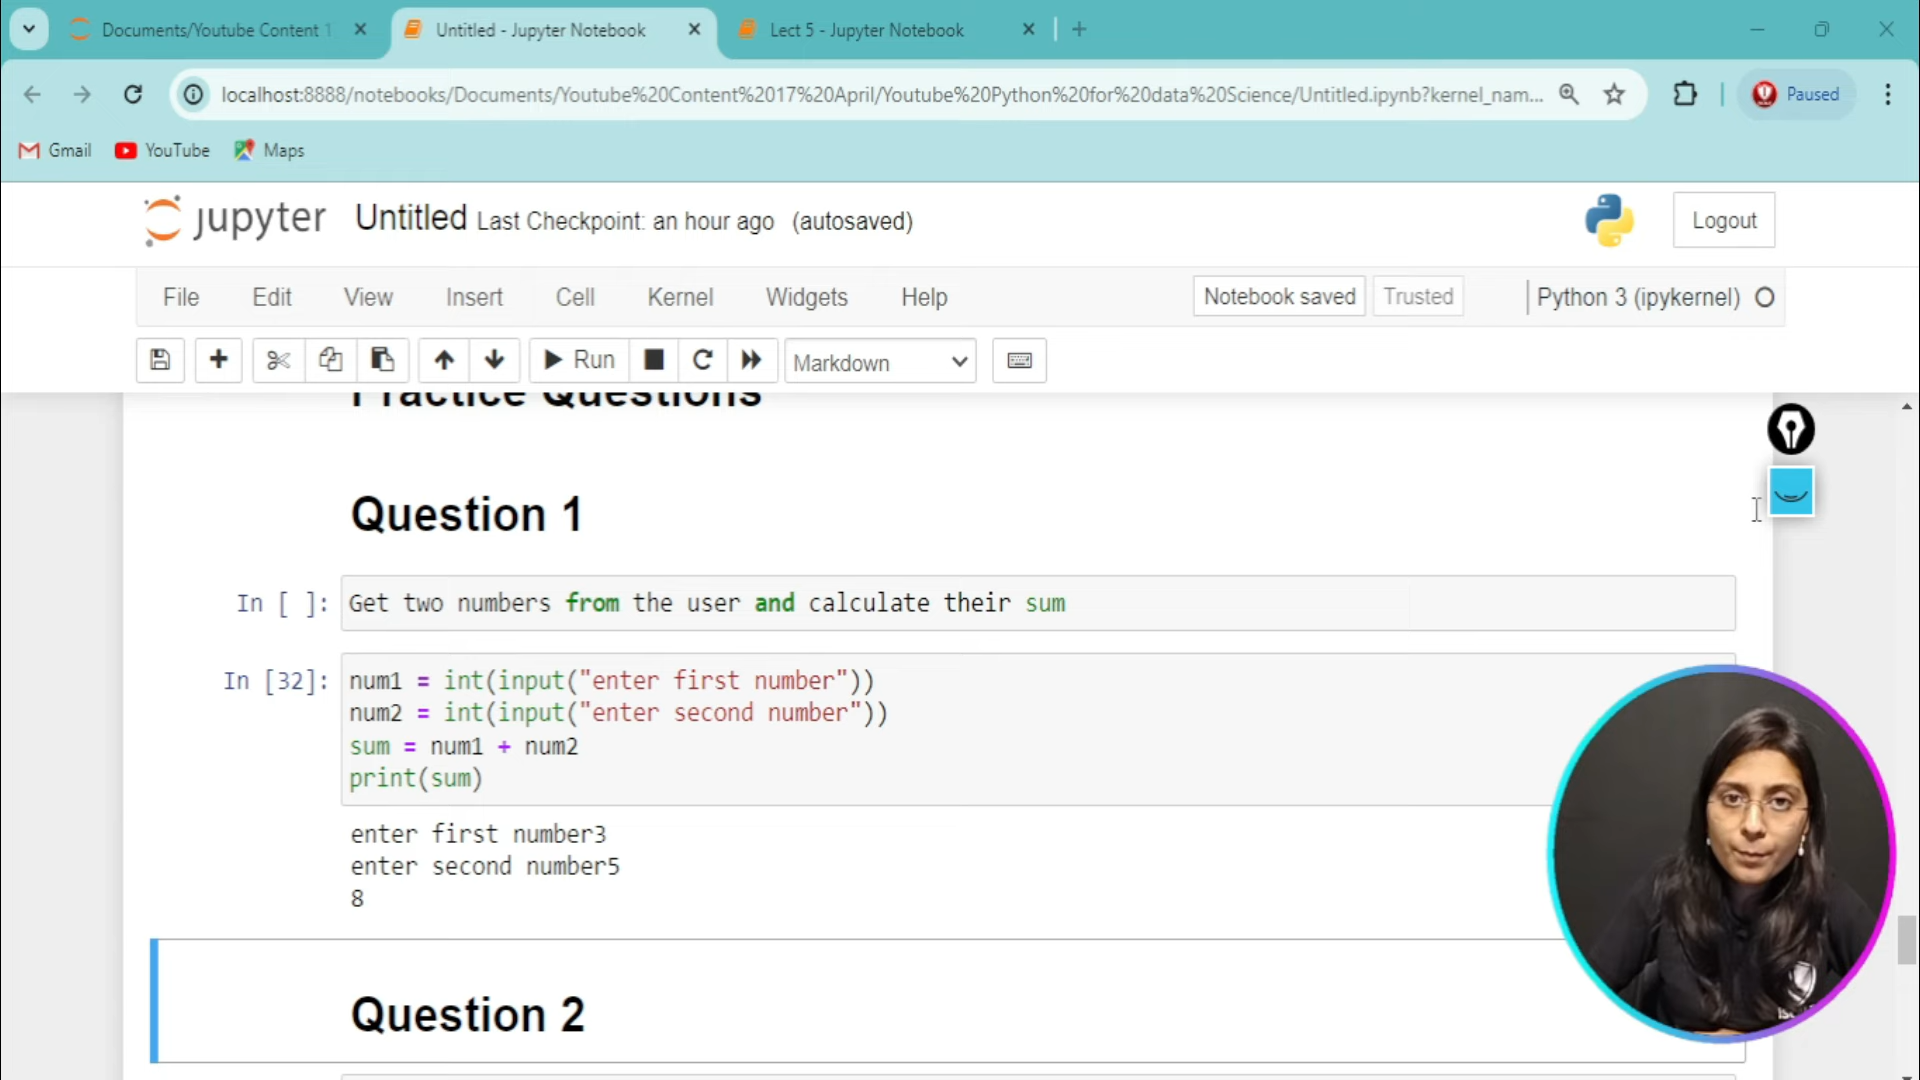 Documents/Youtube Content 1
Untitled - Jupyter Notebook
Lect 5 - Jupyter Notebook
localhost:8888/notebooks/Documents/Youtube%20Content%2017%20April/Youtube%20Python%20for%20data%20Science/Untitled.ipynb?kernel_nam...
Paused
Gmail YouTube Maps
jupyter Untitled Last Checkpoint: an hour ago (autosaved)
Logout
File Edit View Insert Cell Kernel Widgets Help Notebook saved Trusted Python 3 (ipykernel)
Run Markdown
Practice Questions
Question 1
In [ ]: Get two numbers from the user and calculate their sum
In [32]: num1 = int(input("enter first number"))
num2 = int(input("enter second number"))
sum = num1 + num2
print(sum)
enter first number3
enter second number5
8
Question 2